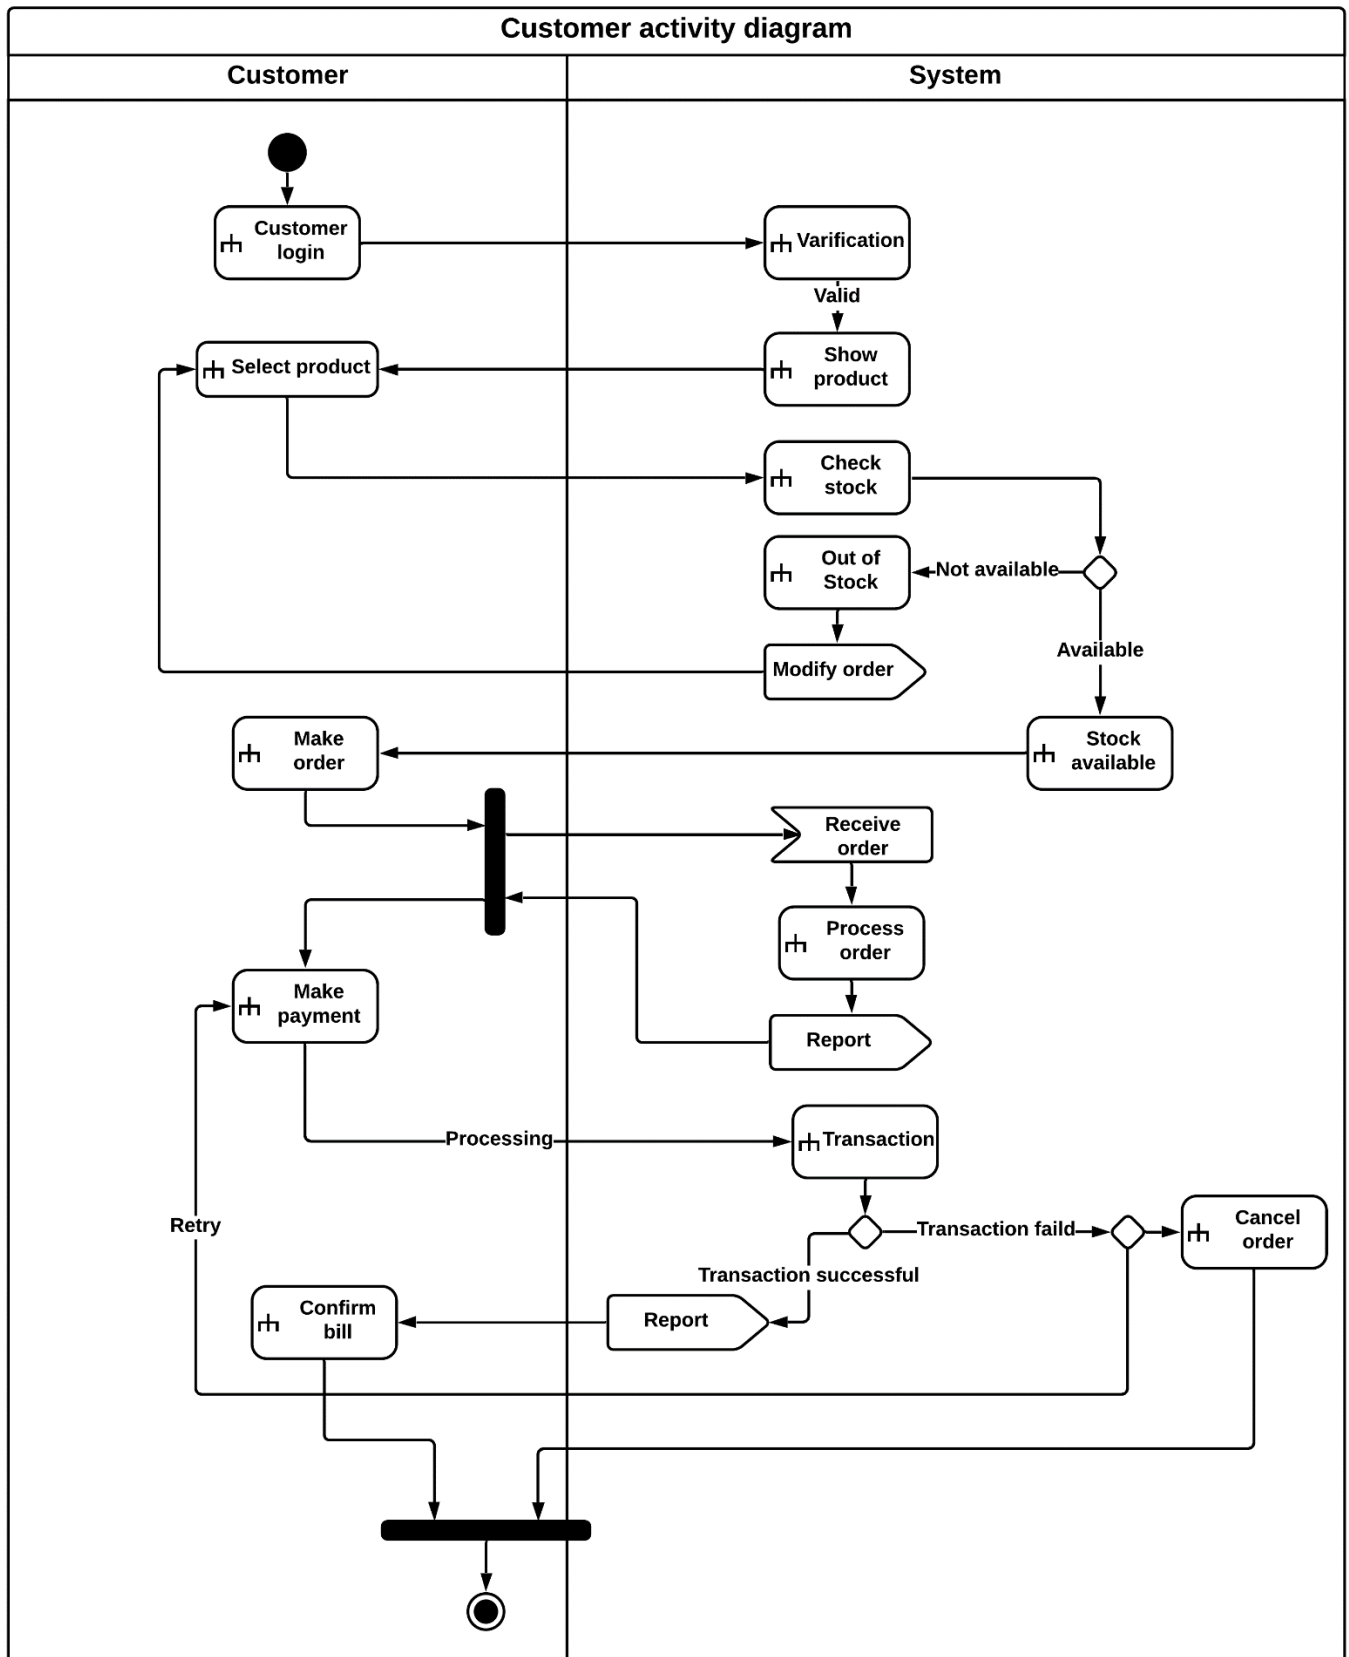 Customer activity diagram
Customer
System
Customer
login
Varification
Valid
Select product
Show
product
Check
stock
Out of
Stock
Not available
Available
Modify order
Make
order
Stock
available
Receive
order
Process
order
Make
payment
Report
Processing
Transaction
Retry
Transaction faild
Cancel
order
Transaction successful
Confirm
bill
Report